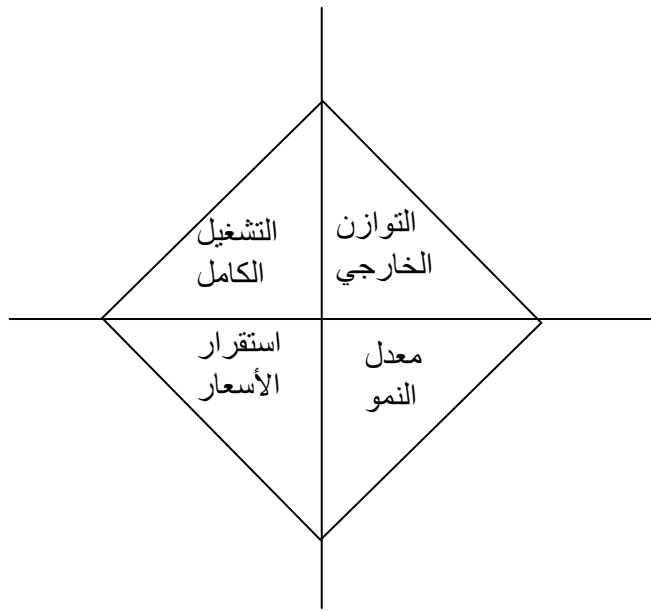 التوازن
الخارجي
التشغيل
الكامل
معدل
النمو
استقرار
الأسعار